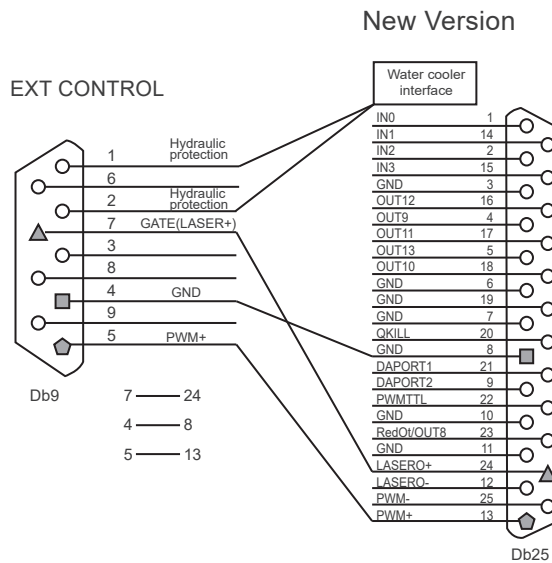 New Version
EXT CONTROL
Water cooler
interface
1 Hydraulic
protection
6
2 Hydraulic
protection
7 GATE(LASER+)
3
8
4 GND
9
5 PWM+
Db9
7 24
4 8
5 13
IN0 1
IN1 14
IN2 2
IN3 15
GND 3
OUT12 16
OUT9 4
OUT11 17
OUT13 5
OUT10 18
GND 6
GND 19
GND 7
QKILL 20
GND 8
DAPORT1 21
DAPORT2 9
PWMTTL 22
GND 10
RedOt/OUT8 23
GND 11
LASERO+ 24
LASERO- 12
PWM- 25
PWM+ 13
Db25